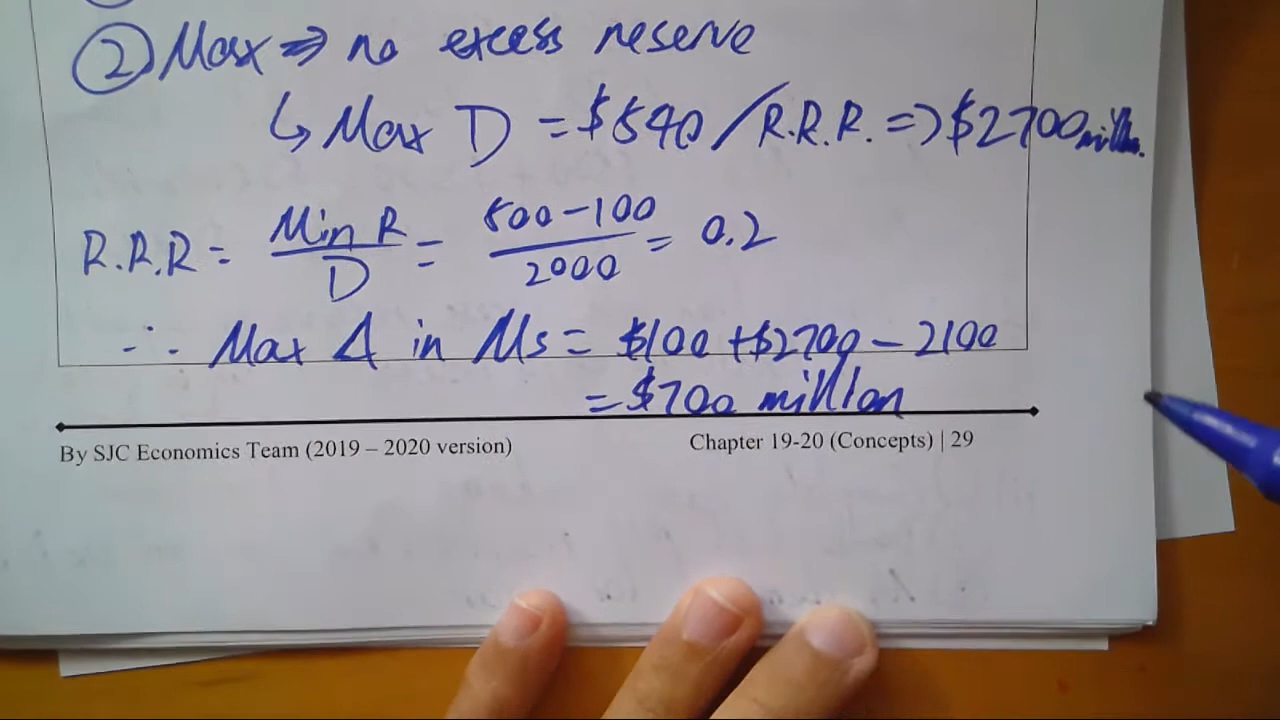 ② Max ⇒ no excess reserve
↳ Max D = $540 / R.R.R. ⇒ $2700 million.
R.R.R = Min R / D = 500 - 100 / 2000 = 0.2
∴ Max Δ in Ms = $100 + $2700 - 2100
= $700 million
By SJC Economics Team (2019 – 2020 version) Chapter 19-20 (Concepts) | 29